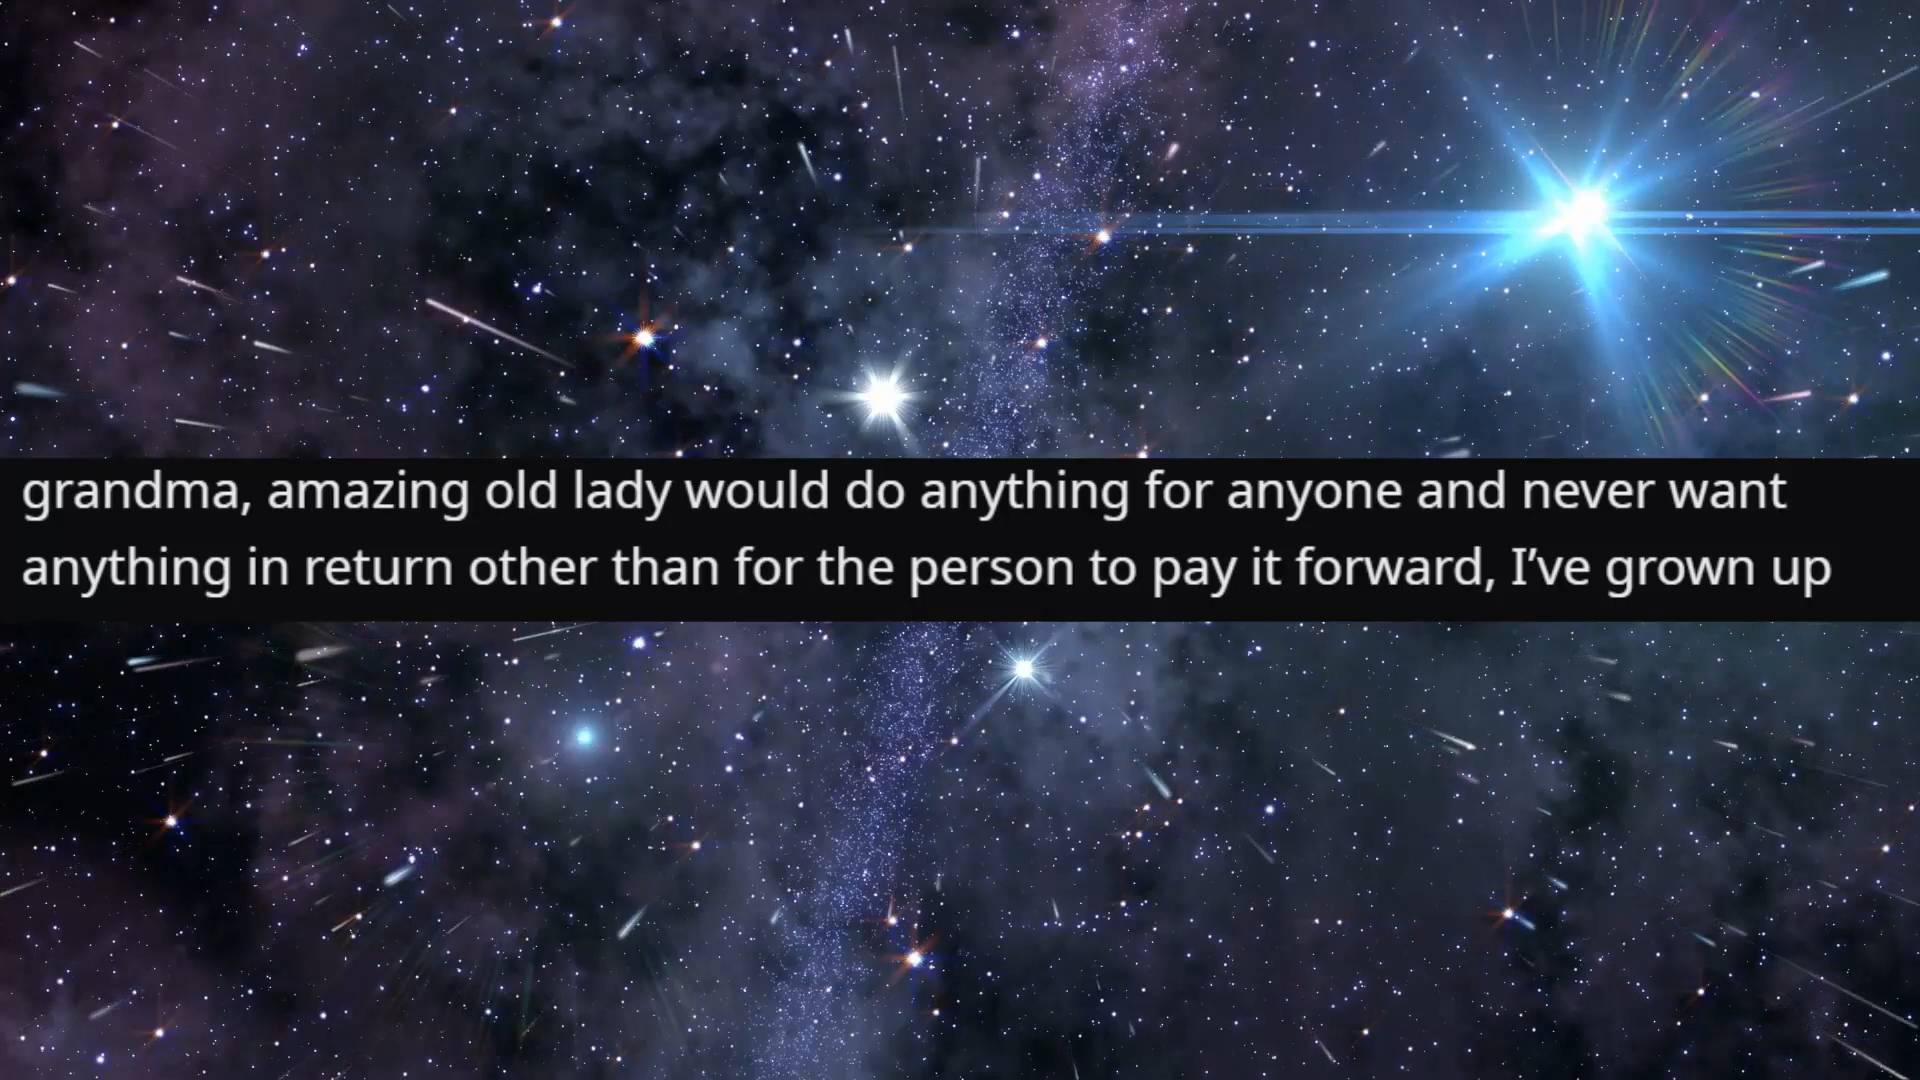 grandma, amazing old lady would do anything for anyone and never want
anything in return other than for the person to pay it forward, I’ve grown up